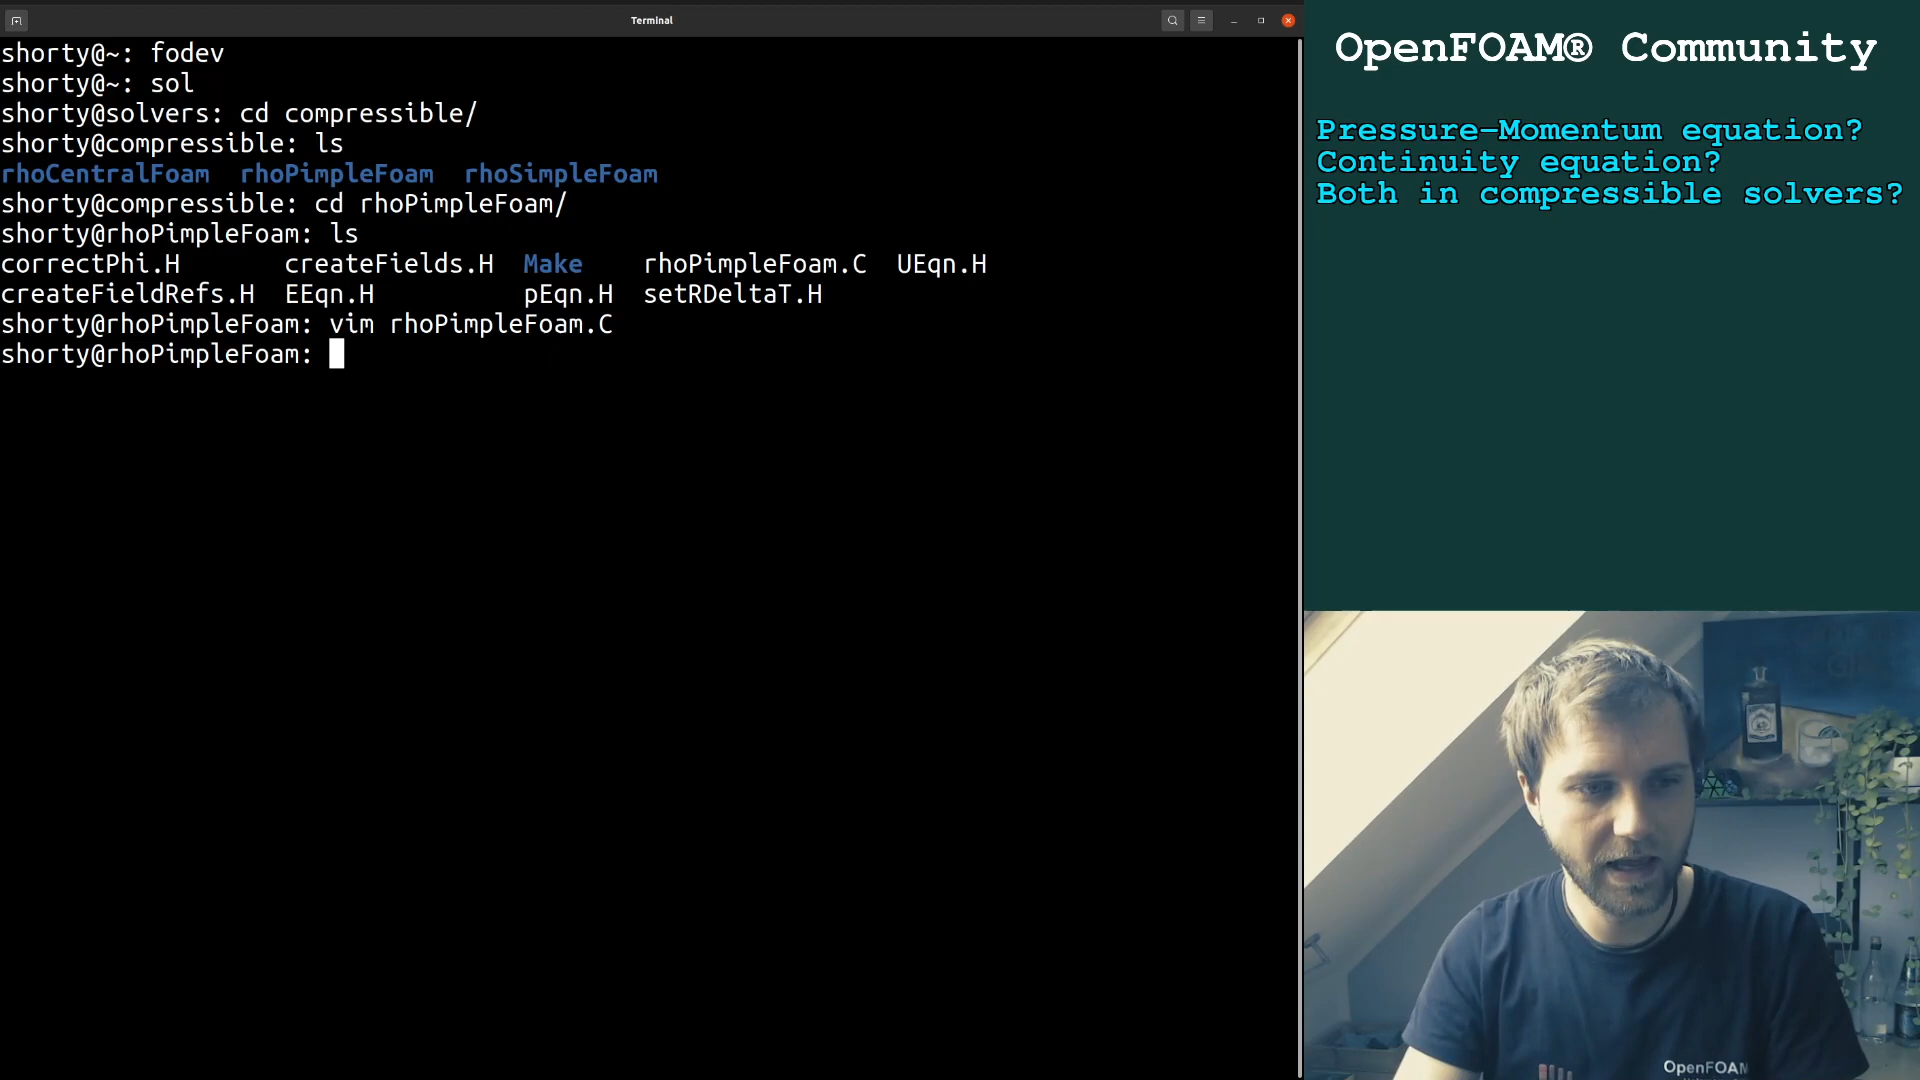 Terminal
shorty@~: fodev
shorty@~: sol
shorty@solvers: cd compressible/
shorty@compressible: ls
rhoCentralFoam  rhoPimpleFoam  rhoSimpleFoam
shorty@compressible: cd rhoPimpleFoam/
shorty@rhoPimpleFoam: ls
correctPhi.H       createFields.H  Make    rhoPimpleFoam.C  UEqn.H
createFieldRefs.H  EEqn.H          pEqn.H  setRDeltaT.H
shorty@rhoPimpleFoam: vim rhoPimpleFoam.C
shorty@rhoPimpleFoam:
OpenFOAM® Community
Pressure-Momentum equation?
Continuity equation?
Both in compressible solvers?
OpenFOAM